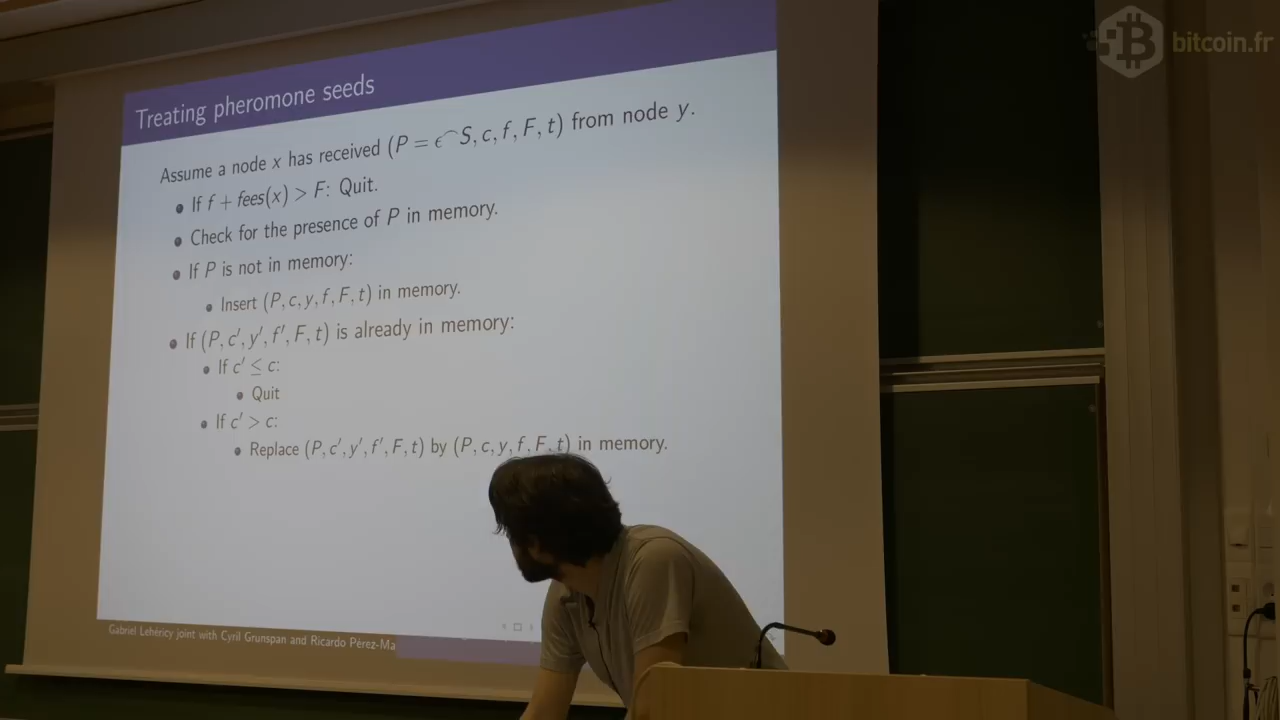 bitcoin.fr
Treating pheromone seeds
Assume a node x has received (P = ϵ⌢S, c, f, F, t) from node y.
• If f + fees(x) > F: Quit.
• Check for the presence of P in memory.
• If P is not in memory:
• Insert (P, c, y, f, F, t) in memory.
• If (P, c′, y′, f′, F, t) is already in memory:
• If c′ ≤ c:
• Quit
• If c′ > c:
• Replace (P, c′, y′, f′, F, t) by (P, c, y, f, F, t) in memory.
Gabriel Lehéricy joint with Cyril Grunspan and Ricardo Pérez-Ma